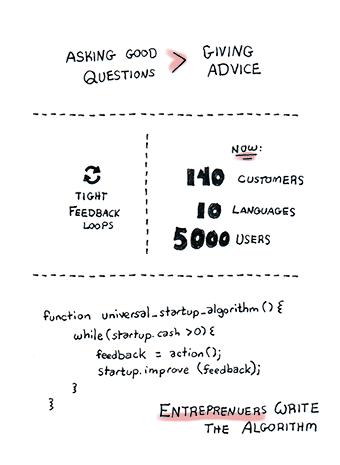 ASKING GOOD QUESTIONS > GIVING ADVICE
TIGHT
FEEDBACK
LOOPS
NOW:
140 CUSTOMERS
10 LANGUAGES
5000 USERS
function universal_startup_algorithm () {
while (startup.cash >0) {
feedback = action();
startup.improve (feedback);
}
}
ENTREPRENUERS WRITE
THE ALGORITHM